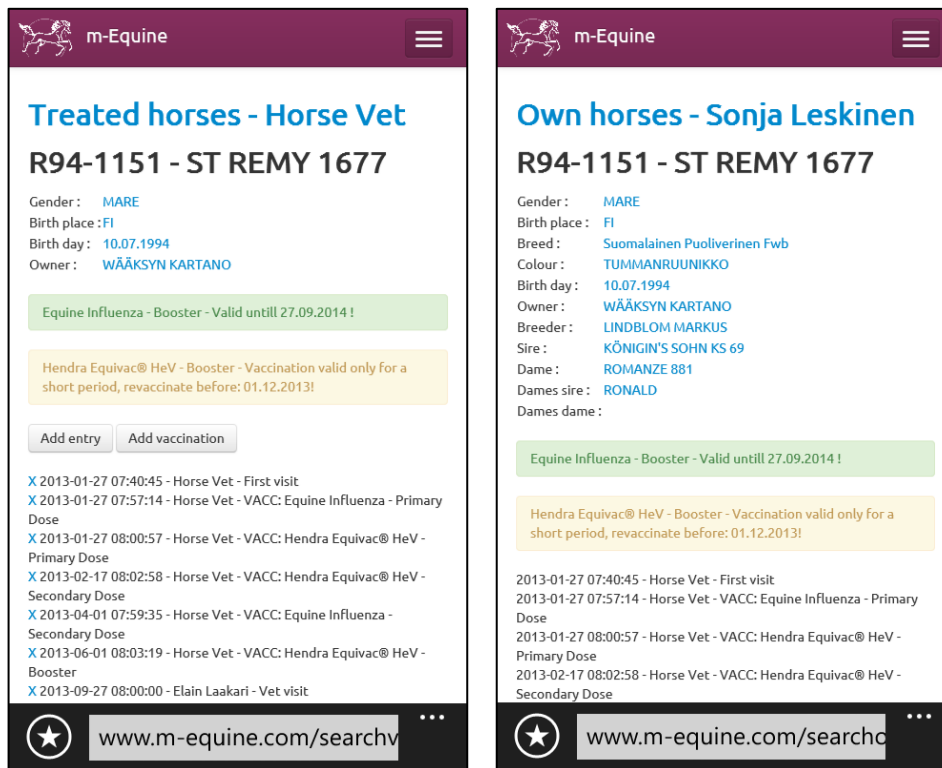 m-Equine
Treated horses - Horse Vet
R94-1151 - ST REMY 1677
Gender : MARE
Birth place : FI
Birth day : 10.07.1994
Owner : WÄÄKSYN KARTANO
Equine Influenza - Booster - Valid untill 27.09.2014 !
Hendra Equivac® HeV - Booster - Vaccination valid only for a
short period, revaccinate before: 01.12.2013!
Add entry Add vaccination
X 2013-01-27 07:40:45 - Horse Vet - First visit
X 2013-01-27 07:57:14 - Horse Vet - VACC: Equine Influenza - Primary
Dose
X 2013-01-27 08:00:57 - Horse Vet - VACC: Hendra Equivac® HeV -
Primary Dose
X 2013-02-17 08:02:58 - Horse Vet - VACC: Hendra Equivac® HeV -
Secondary Dose
X 2013-04-01 07:59:35 - Horse Vet - VACC: Equine Influenza -
Secondary Dose
X 2013-06-01 08:03:19 - Horse Vet - VACC: Hendra Equivac® HeV -
Booster
X 2013-09-27 08:00:00 - Elain Laakari - Vet visit
www.m-equine.com/searchv
m-Equine
Own horses - Sonja Leskinen
R94-1151 - ST REMY 1677
Gender : MARE
Birth place : FI
Breed : Suomalainen Puoliverinen Fwb
Colour : TUMMANRUUNIKKO
Birth day : 10.07.1994
Owner : WÄÄKSYN KARTANO
Breeder : LINDBLOM MARKUS
Sire : KÖNIGIN'S SOHN KS 69
Dame : ROMANZE 881
Dames sire : RONALD
Dames dame :
Equine Influenza - Booster - Valid untill 27.09.2014 !
Hendra Equivac® HeV - Booster - Vaccination valid only for a
short period, revaccinate before: 01.12.2013!
2013-01-27 07:40:45 - Horse Vet - First visit
2013-01-27 07:57:14 - Horse Vet - VACC: Equine Influenza - Primary
Dose
2013-01-27 08:00:57 - Horse Vet - VACC: Hendra Equivac® HeV -
Primary Dose
2013-02-17 08:02:58 - Horse Vet - VACC: Hendra Equivac® HeV -
Secondary Dose
www.m-equine.com/searcho